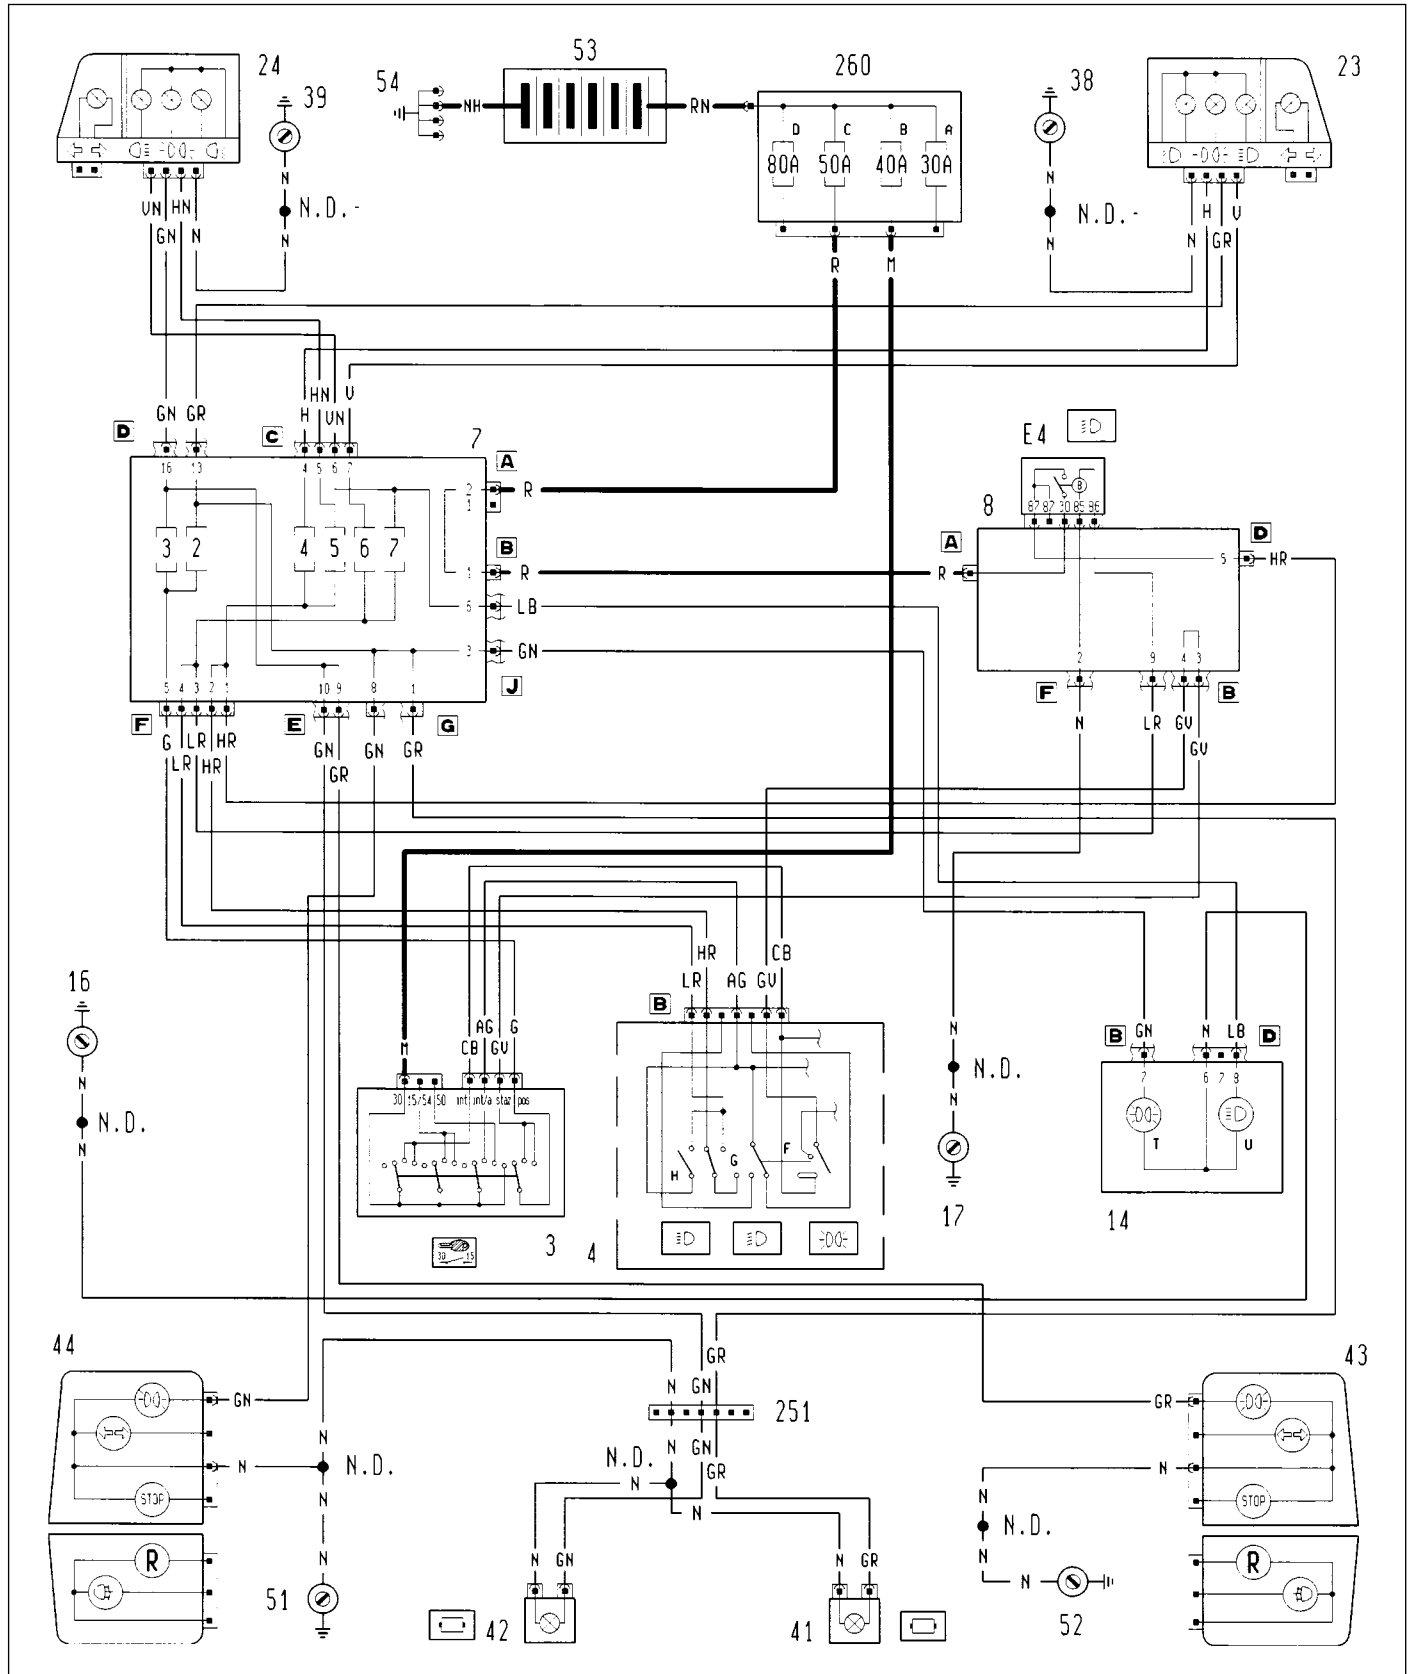 24
39
54
53
260
38
23
NH
RN
D
C
B
A
80A
50A
40A
30A
N
N.D.-
N
N
N.D.-
N
VN
HN
GN
N
R
M
H
V
N
GR
HN
V
GN
GR
H
VN
D
C
7
A
E4
16
13
4
5
6
7
2
1
R
87
87
30
85
86
8
D
3
2
4
5
6
7
B
A
5
HR
1
R
R
6
LB
3
GN
2
9
4
3
5
4
3
2
1
10
9
8
1
J
F
E
G
F
B
G
LR
HR
GN
GN
GR
N
LR
GV
LR
HR
GR
GV
HR
CB
LR
AG
GV
16
B
AG
G
N
B
GN
N
LB
D
M
CB
GV
N
N.D.
N
N.D.
N
30
15/54
50
int
int/a
staz
pos
N
7
6
7
8
H
G
F
T
U
30
15
3
4
17
14
44
GR
43
N
GN
GN
251
GR
N
N
GN
N.D.
GR
N
N.D.
N
N
STOP
N
N
N
N.D.
STOP
R
N
N
GN
N
GR
N
N
R
51
42
41
52